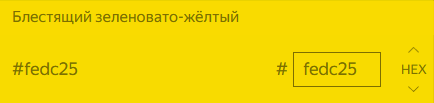 Блестящий зеленовато-жёлтый
#fedc25 # fedc25 HEX